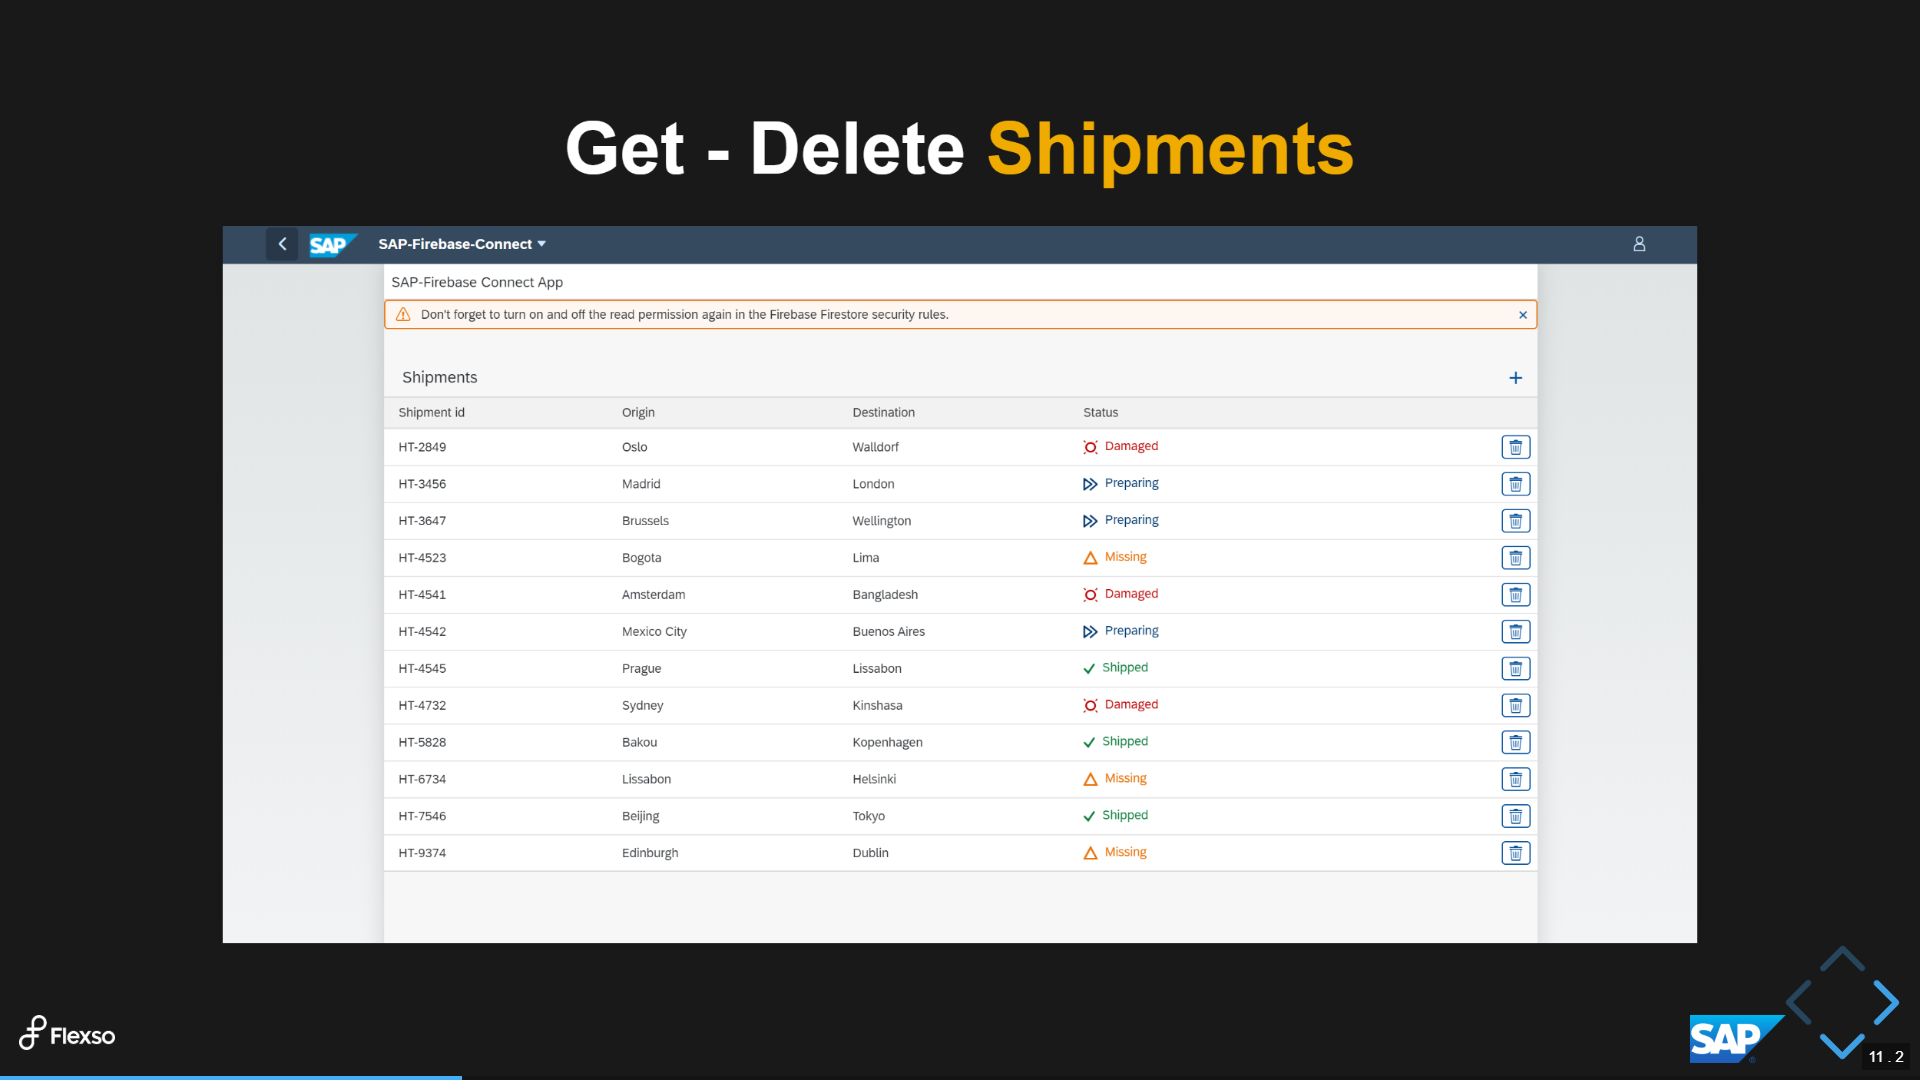 Get - Delete Shipments
SAP SAP-Firebase-Connect
SAP-Firebase Connect App
Don't forget to turn on and off the read permission again in the Firebase Firestore security rules.
Shipments
Shipment id Origin Destination Status
HT-2849 Oslo Walldorf Damaged
HT-3456 Madrid London Preparing
HT-3647 Brussels Wellington Preparing
HT-4523 Bogota Lima Missing
HT-4541 Amsterdam Bangladesh Damaged
HT-4542 Mexico City Buenos Aires Preparing
HT-4545 Prague Lissabon Shipped
HT-4732 Sydney Kinshasa Damaged
HT-5828 Bakou Kopenhagen Shipped
HT-6734 Lissabon Helsinki Missing
HT-7546 Beijing Tokyo Shipped
HT-9374 Edinburgh Dublin Missing
Flexso
SAP
11 . 2